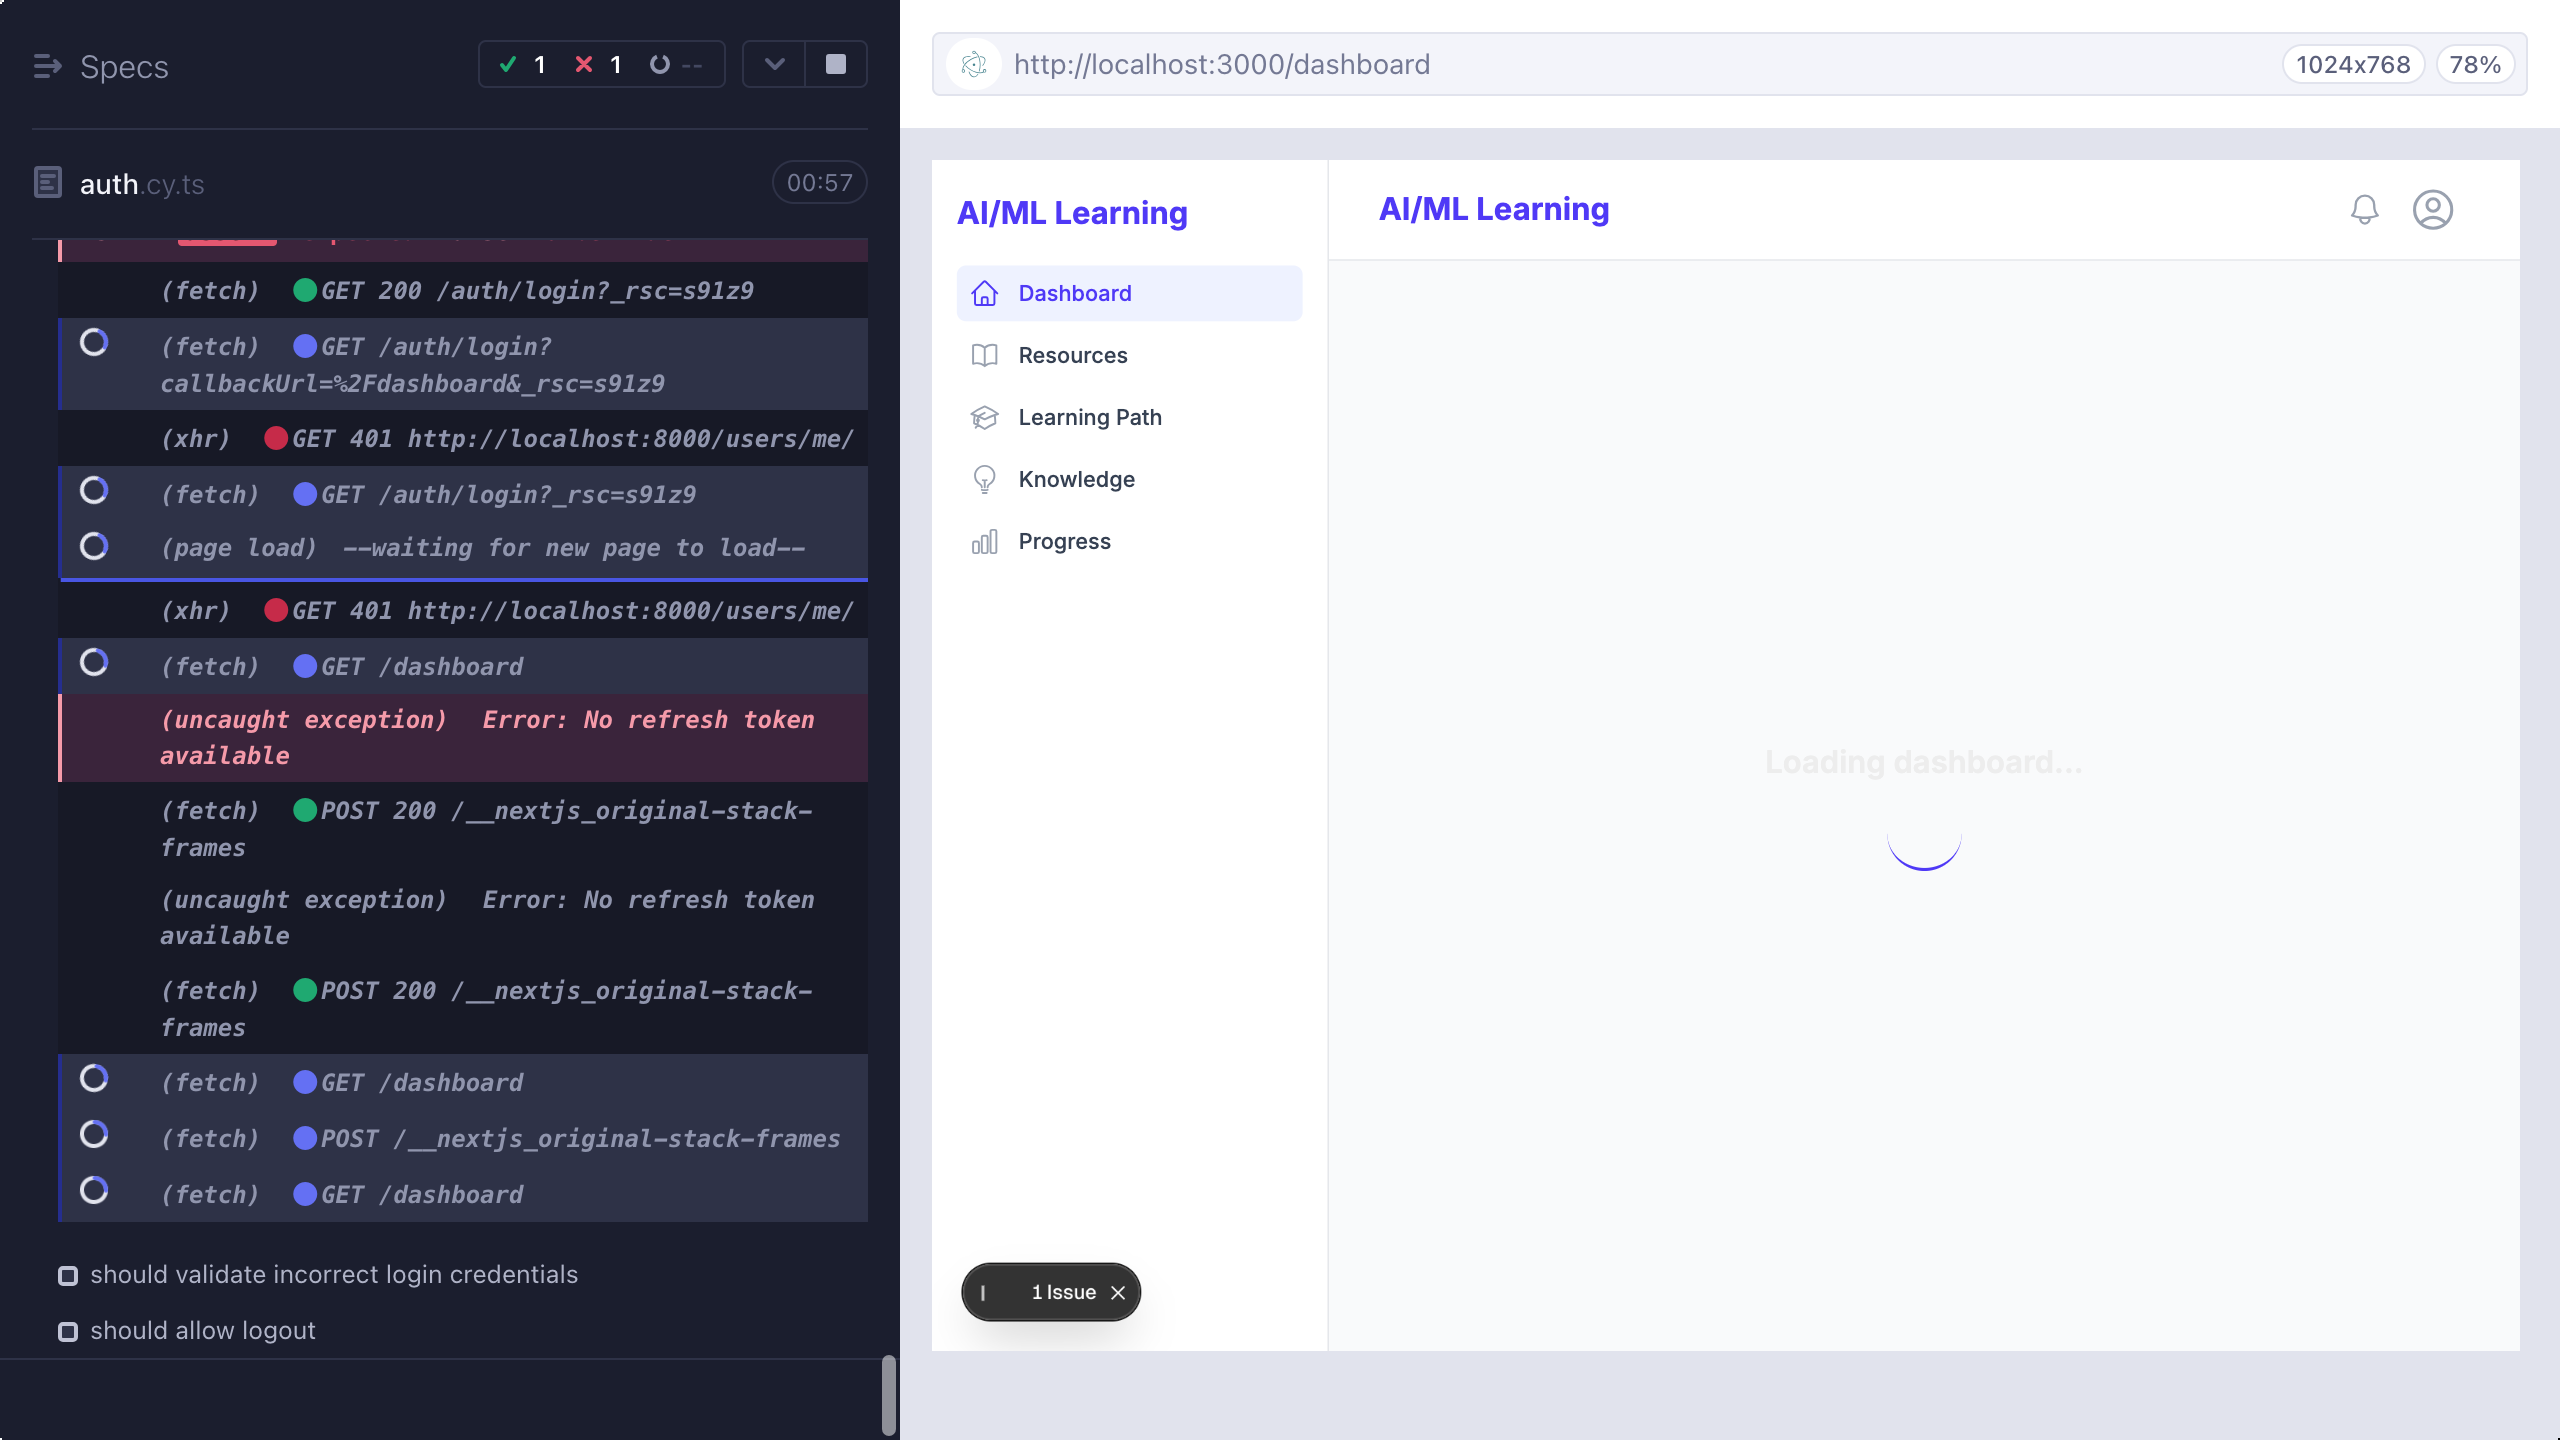 Specs
1 1 --
auth.cy.ts
00:57
(fetch) GET 200 /auth/login?_rsc=s91z9
(fetch) GET /auth/login?
callbackUrl=%2Fdashboard&_rsc=s91z9
(xhr) GET 401 http://localhost:8000/users/me/
(fetch) GET /auth/login?_rsc=s91z9
(page load) --waiting for new page to load--
(xhr) GET 401 http://localhost:8000/users/me/
(fetch) GET /dashboard
(uncaught exception) Error: No refresh token
available
(fetch) POST 200 /__nextjs_original-stack-
frames
(uncaught exception) Error: No refresh token
available
(fetch) POST 200 /__nextjs_original-stack-
frames
(fetch) GET /dashboard
(fetch) POST /__nextjs_original-stack-frames
(fetch) GET /dashboard
should validate incorrect login credentials
should allow logout
http://localhost:3000/dashboard
1024x768
78%
AI/ML Learning
Dashboard
Resources
Learning Path
Knowledge
Progress
1 Issue
AI/ML Learning
Loading dashboard...